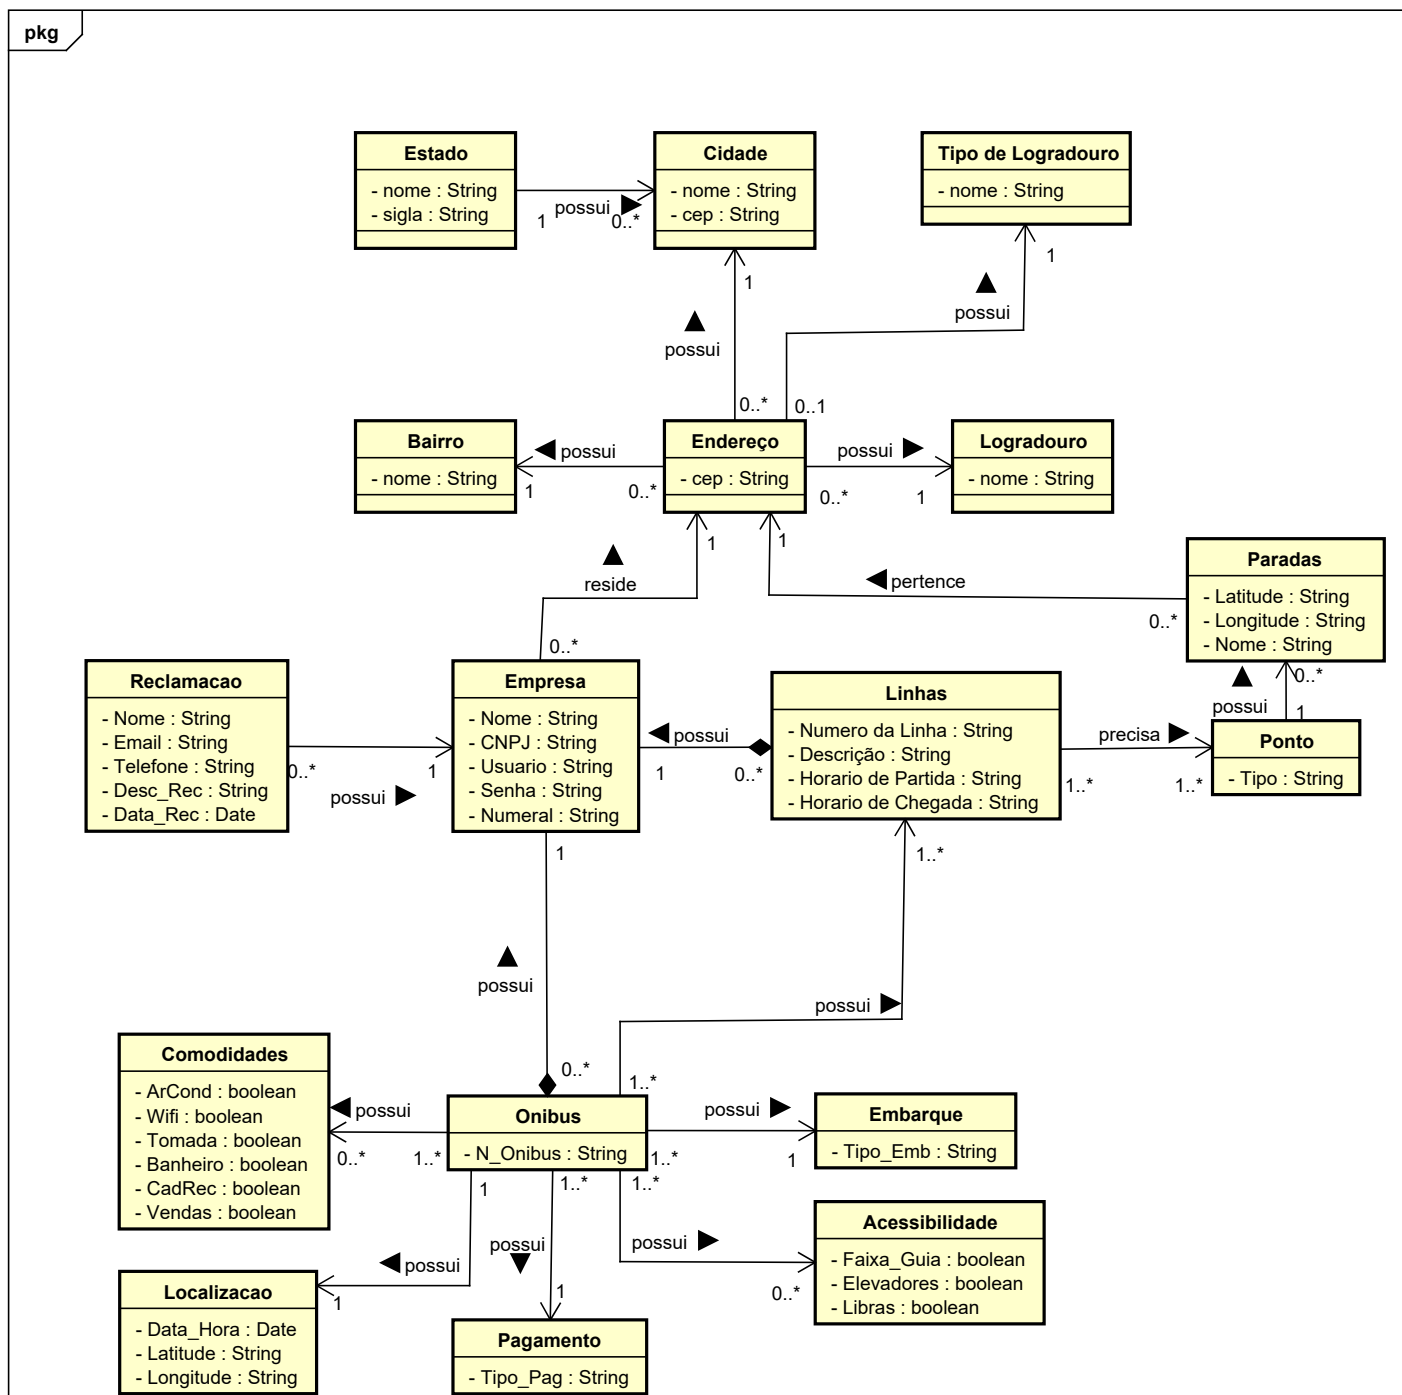 pkg
Estado
- nome : String
- sigla : String
possui
1
0..*
Cidade
- nome : String
- cep : String
Tipo de Logradouro
- nome : String
1
possui
0..*
1
possui
0..1
Bairro
- nome : String
possui
1
0..*
Endereço
- cep : String
possui
0..*
1
Logradouro
- nome : String
1
reside
0..*
1
pertence
0..*
Paradas
- Latitude : String
- Longitude : String
- Nome : String
0..*
possui
1
Reclamacao
- Nome : String
- Email : String
- Telefone : String
- Desc_Rec : String
- Data_Rec : Date
0..*
1
possui
Empresa
- Nome : String
- CNPJ : String
- Usuario : String
- Senha : String
- Numeral : String
possui
1
0..*
Linhas
- Numero da Linha : String
- Descrição : String
- Horario de Partida : String
- Horario de Chegada : String
precisa
1..*
1..*
Ponto
- Tipo : String
1
possui
0..*
1..*
possui
1..*
Comodidades
- ArCond : boolean
- Wifi : boolean
- Tomada : boolean
- Banheiro : boolean
- CadRec : boolean
- Vendas : boolean
possui
0..*
1..*
Onibus
- N_Onibus : String
possui
1..*
1
Embarque
- Tipo_Emb : String
1
possui
1
1..*
possui
1
1..*
possui
0..*
Acessibilidade
- Faixa_Guia : boolean
- Elevadores : boolean
- Libras : boolean
Localizacao
- Data_Hora : Date
- Latitude : String
- Longitude : String
Pagamento
- Tipo_Pag : String